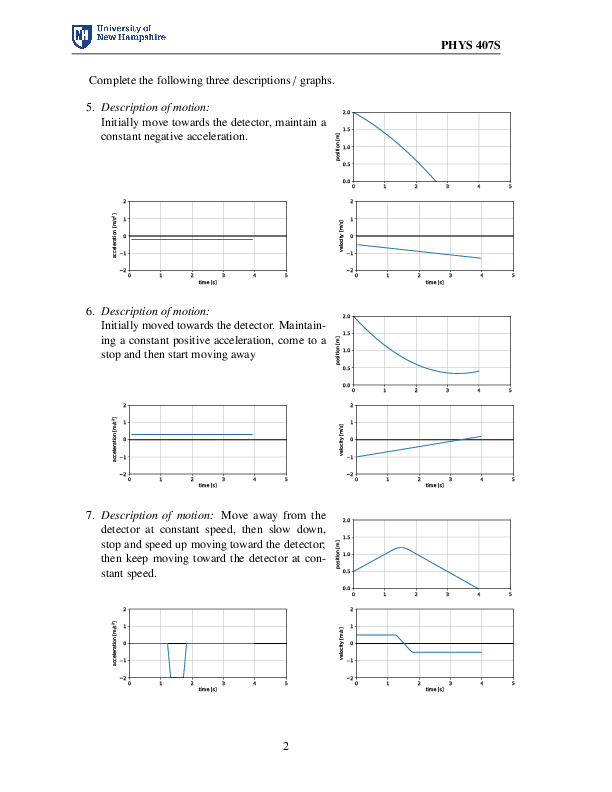 University of
New Hampshire
PHYS 407S
Complete the following three descriptions / graphs.
5. Description of motion:
Initially move towards the detector, maintain a
constant negative acceleration.
position [m]
2.0
1.5
1.0
0.5
0.0
0 1 2 3 4 5
acceleration [m/s²]
2
1
0
−1
−2
0 1 2 3 4 5
time [s]
velocity [m/s]
2
1
0
−1
−2
0 1 2 3 4 5
time [s]
6. Description of motion:
Initially moved towards the detector. Maintain-
ing a constant positive acceleration, come to a
stop and then start moving away
position [m]
2.0
1.5
1.0
0.5
0.0
0 1 2 3 4 5
acceleration [m/s²]
2
1
0
−1
−2
0 1 2 3 4 5
time [s]
velocity [m/s]
2
1
0
−1
−2
0 1 2 3 4 5
time [s]
7. Description of motion: Move away from the
detector at constant speed, then slow down,
stop and speed up moving toward the detector;
then keep moving toward the detector at con-
stant speed.
position [m]
2.0
1.5
1.0
0.5
0.0
0 1 2 3 4 5
acceleration [m/s²]
2
1
0
−1
−2
0 1 2 3 4 5
time [s]
velocity [m/s]
2
1
0
−1
−2
0 1 2 3 4 5
time [s]
2